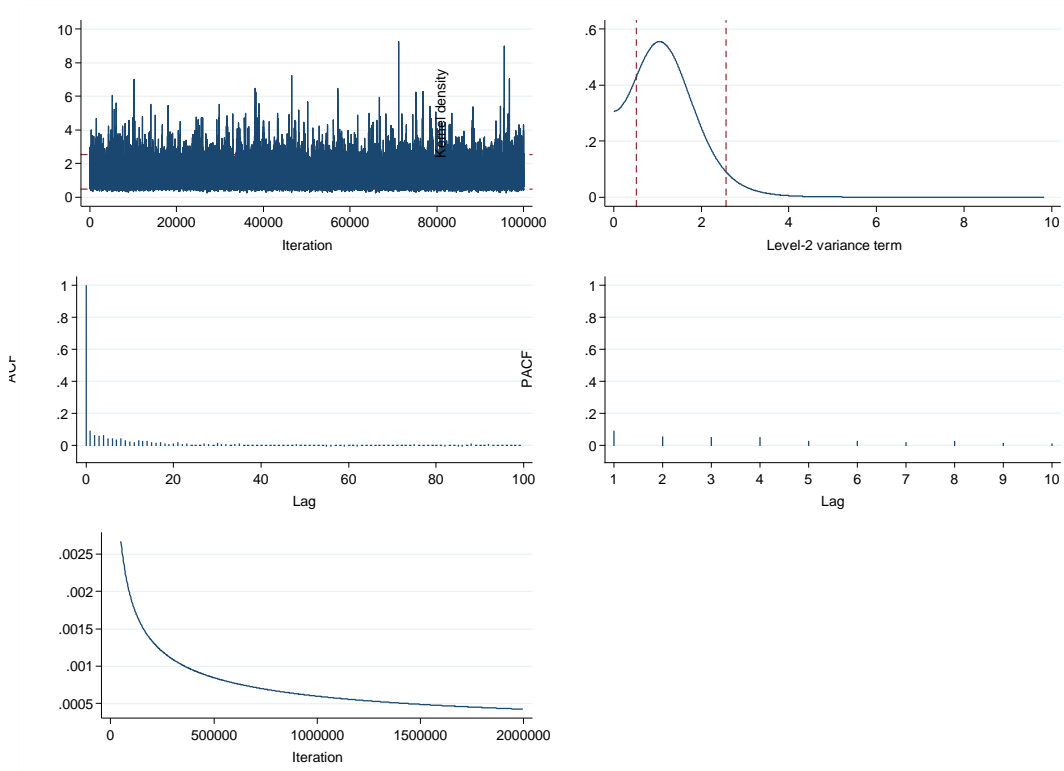 10
8
6
4
2
0
0 20000 40000 60000 80000 100000
Iteration
Kernel density
.6
.4
.2
0
0 2 4 6 8 10
Level-2 variance term
1
.8
.6
.4
.2
0
0 20 40 60 80 100
Lag
ACF
PACF
1
.8
.6
.4
.2
0
1 2 3 4 5 6 7 8 9 10
Lag
.0025
.002
.0015
.001
.0005
0 500000 1000000 1500000 2000000
Iteration